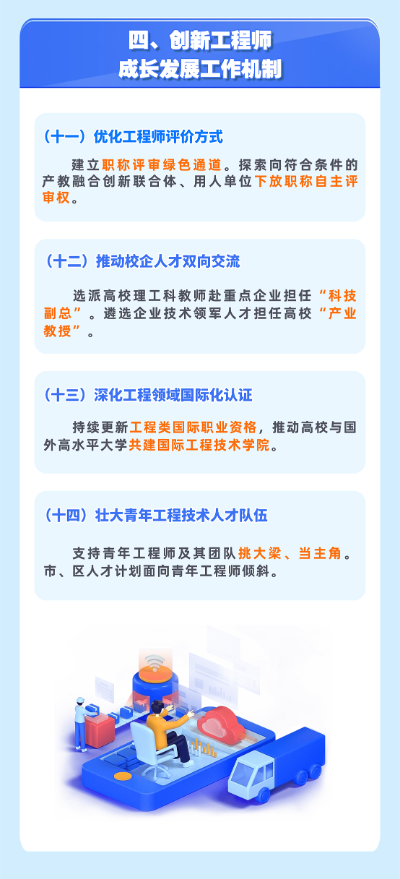 四、创新工程师
成长发展工作机制
（十一）优化工程师评价方式
建立职称评审绿色通道。探索向符合条件的
产教融合创新联合体、用人单位下放职称自主评
审权。
（十二）推动校企人才双向交流
选派高校理工科教师赴重点企业担任“科技
副总”。遴选企业技术领军人才担任高校“产业
教授”。
（十三）深化工程领域国际化认证
持续更新工程类国际职业资格，推动高校与国
外高水平大学共建国际工程技术学院。
（十四）壮大青年工程技术人才队伍
支持青年工程师及其团队挑大梁、当主角。
市、区人才计划面向青年工程师倾斜。